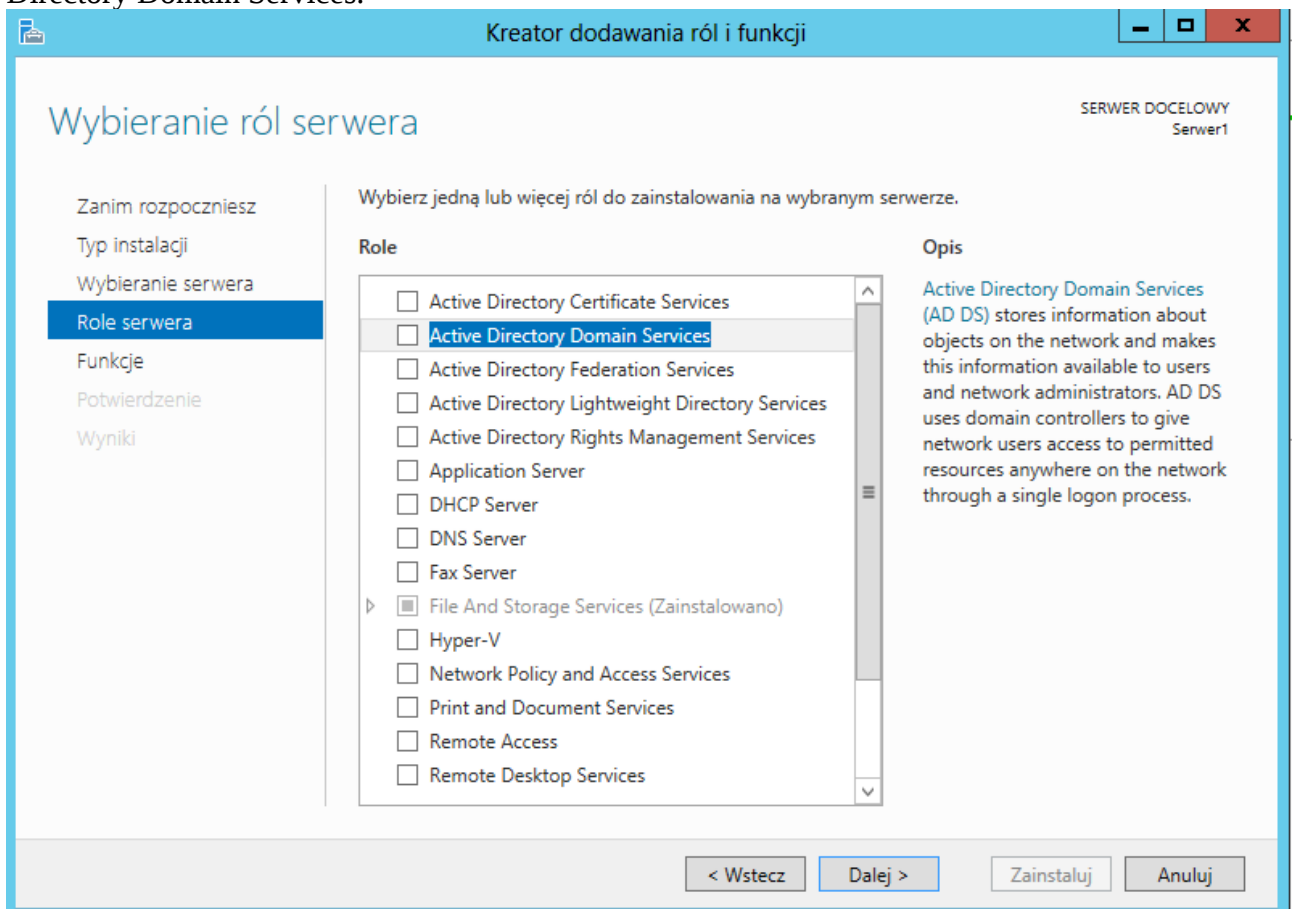 Directory Domain Services.
Kreator dodawania ról i funkcji
Wybieranie ról serwera
SERWER DOCELOWY
Serwer1
Zanim rozpoczniesz
Typ instalacji
Wybieranie serwera
Role serwera
Funkcje
Potwierdzenie
Wyniki
Wybierz jedną lub więcej ról do zainstalowania na wybranym serwerze.
Role
Active Directory Certificate Services
Active Directory Domain Services
Active Directory Federation Services
Active Directory Lightweight Directory Services
Active Directory Rights Management Services
Application Server
DHCP Server
DNS Server
Fax Server
File And Storage Services (Zainstalowano)
Hyper-V
Network Policy and Access Services
Print and Document Services
Remote Access
Remote Desktop Services
Opis
Active Directory Domain Services
(AD DS) stores information about
objects on the network and makes
this information available to users
and network administrators. AD DS
uses domain controllers to give
network users access to permitted
resources anywhere on the network
through a single logon process.
< Wstecz
Dalej >
Zainstaluj
Anuluj